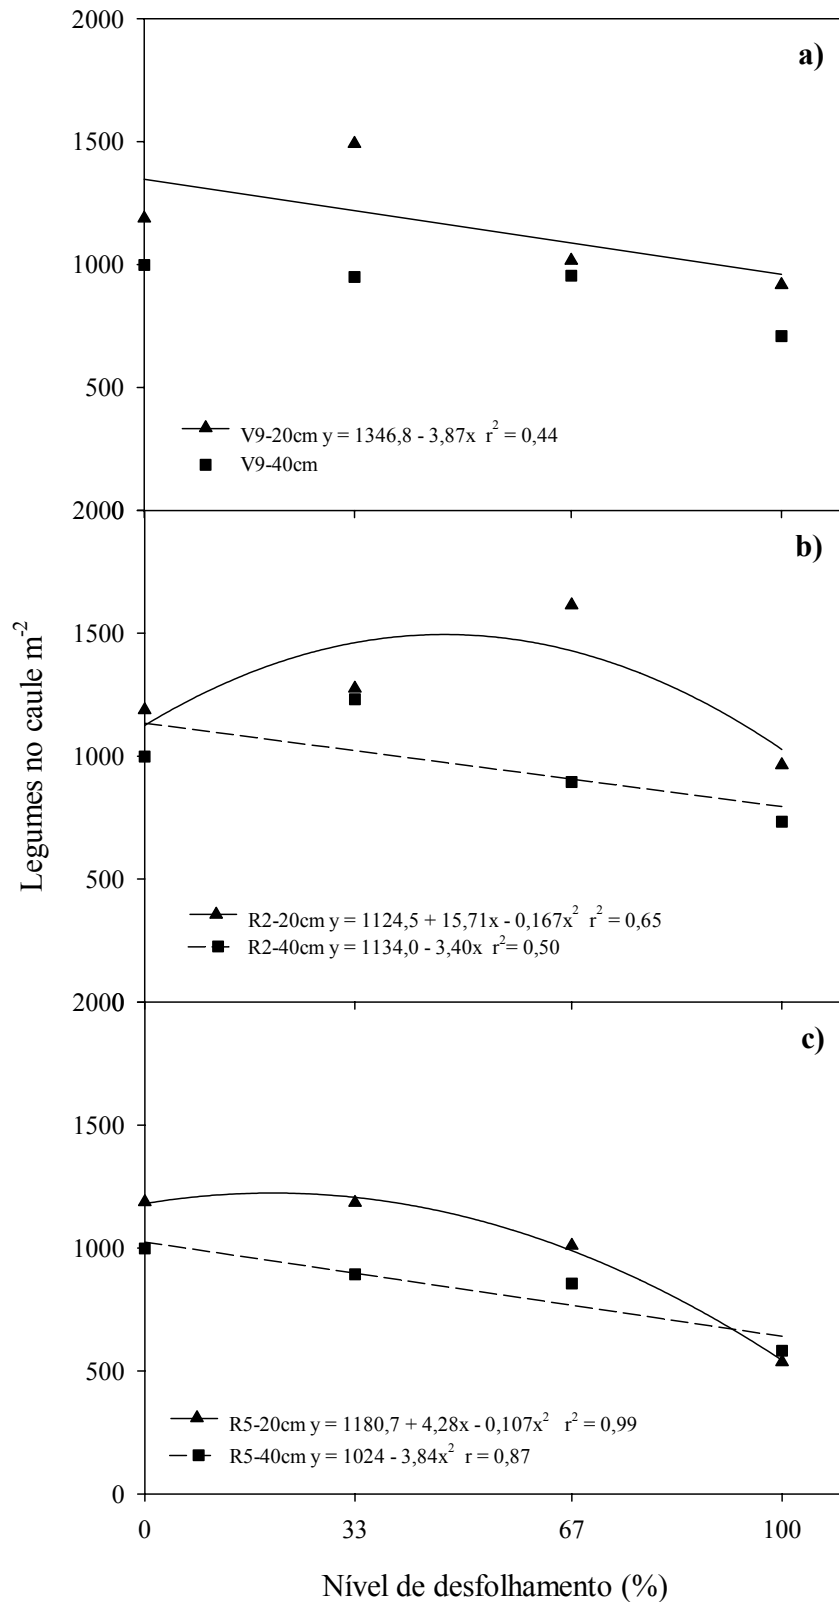 2000
a)
1500
1000
500
V9-20cm y = 1346,8 - 3,87x r² = 0,44
V9-40cm
2000
b)
1500
Legumes no caule m⁻²
1000
500
R2-20cm y = 1124,5 + 15,71x - 0,167x² r² = 0,65
R2-40cm y = 1134,0 - 3,40x r²= 0,50
2000
c)
1500
1000
500
R5-20cm y = 1180,7 + 4,28x - 0,107x² r² = 0,99
R5-40cm y = 1024 - 3,84x² r = 0,87
0
0 33 67 100
Nível de desfolhamento (%)